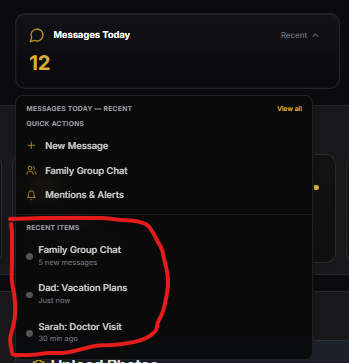 Messages Today
Recent
12
MESSAGES TODAY — RECENT
View all
QUICK ACTIONS
New Message
Family Group Chat
Mentions & Alerts
RECENT ITEMS
Family Group Chat
5 new messages
Dad: Vacation Plans
Just now
Sarah: Doctor Visit
30 min ago
Upload Photos